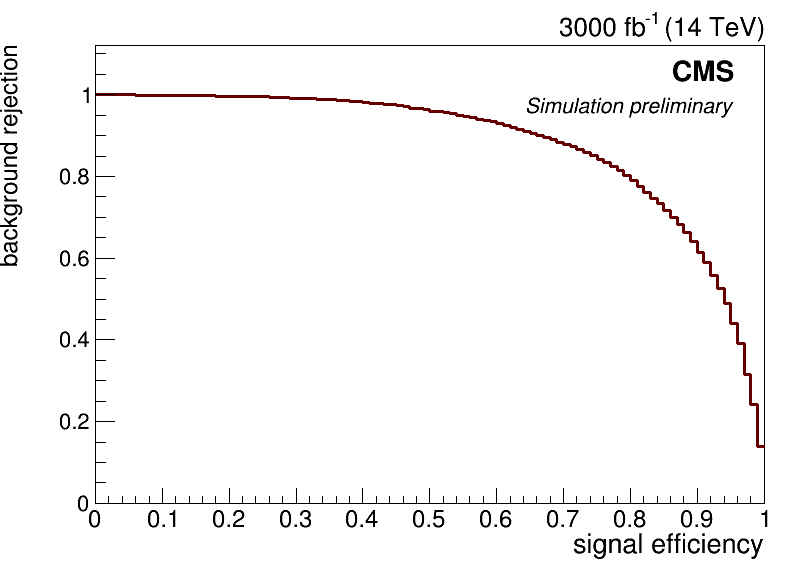 3000 fb-1 (14 TeV)
CMS
Simulation preliminary
background rejection
1
0.8
0.6
0.4
0.2
0
0 0.1 0.2 0.3 0.4 0.5 0.6 0.7 0.8 0.9 1
signal efficiency